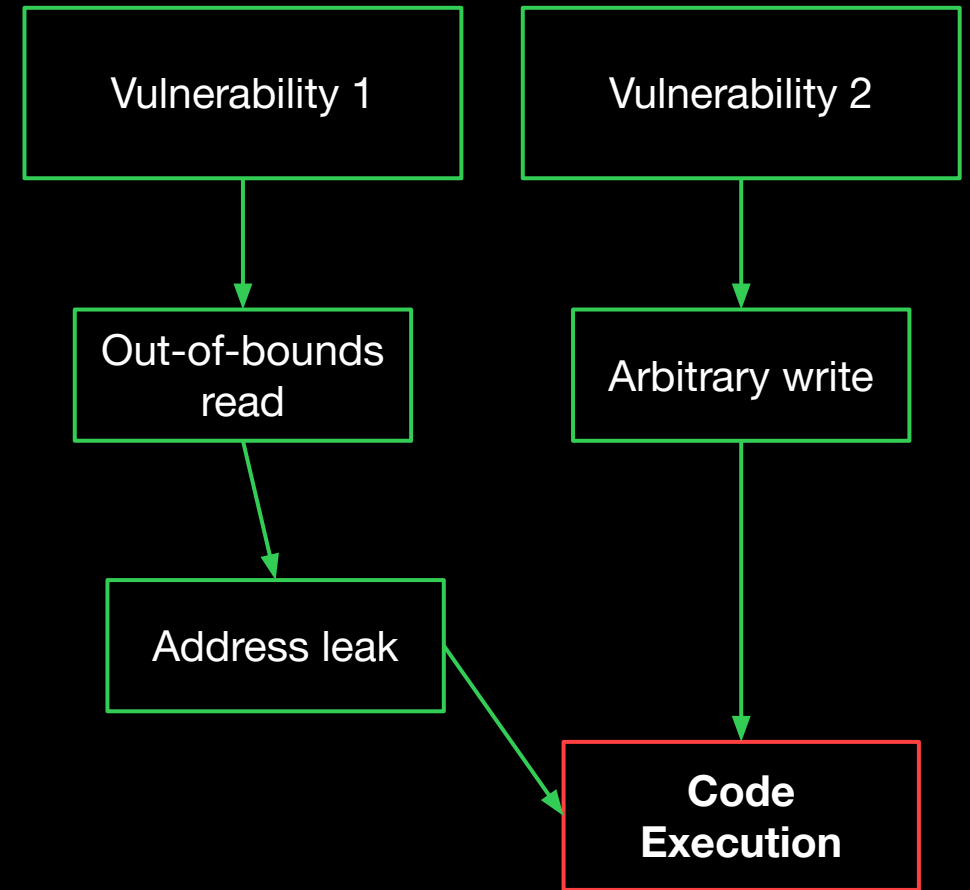 Vulnerability 1
Vulnerability 2
Out-of-bounds
read
Arbitrary write
Address leak
Code
Execution